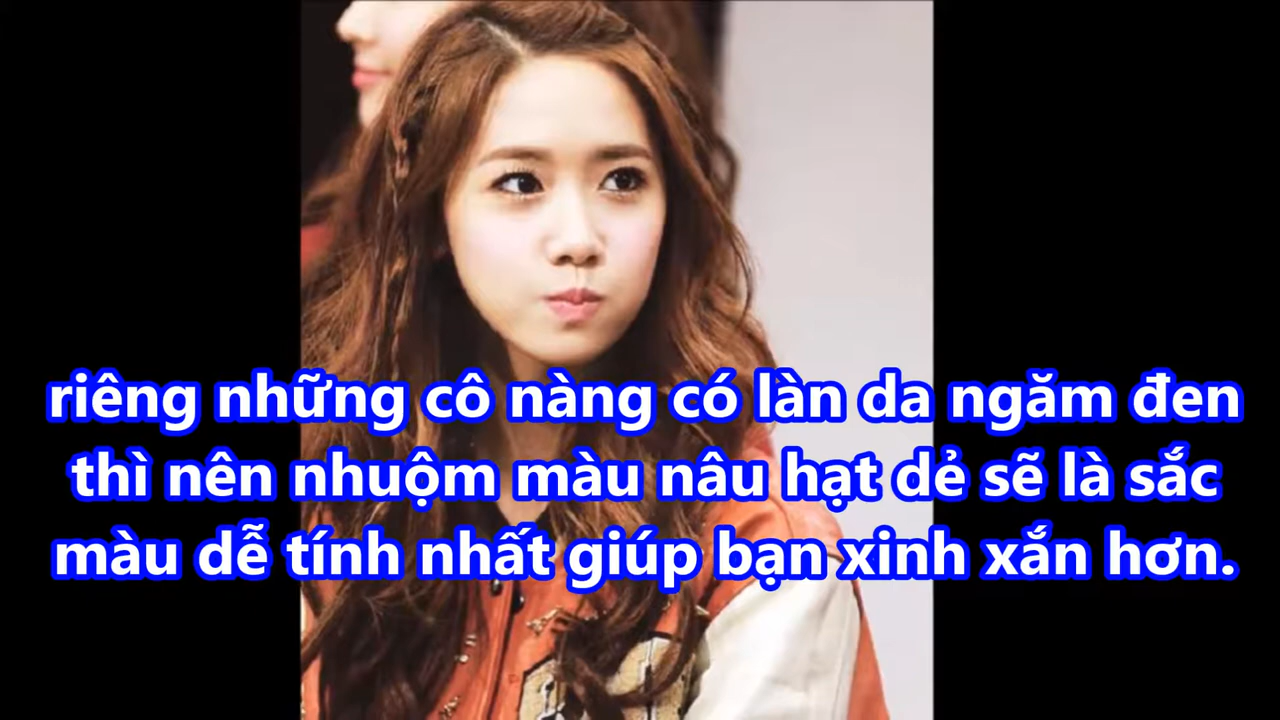 riêng những cô nàng có làn da ngăm đen
thì nên nhuộm màu nâu hạt dẻ sẽ là sắc
màu dễ tính nhất giúp bạn xinh xắn hơn.